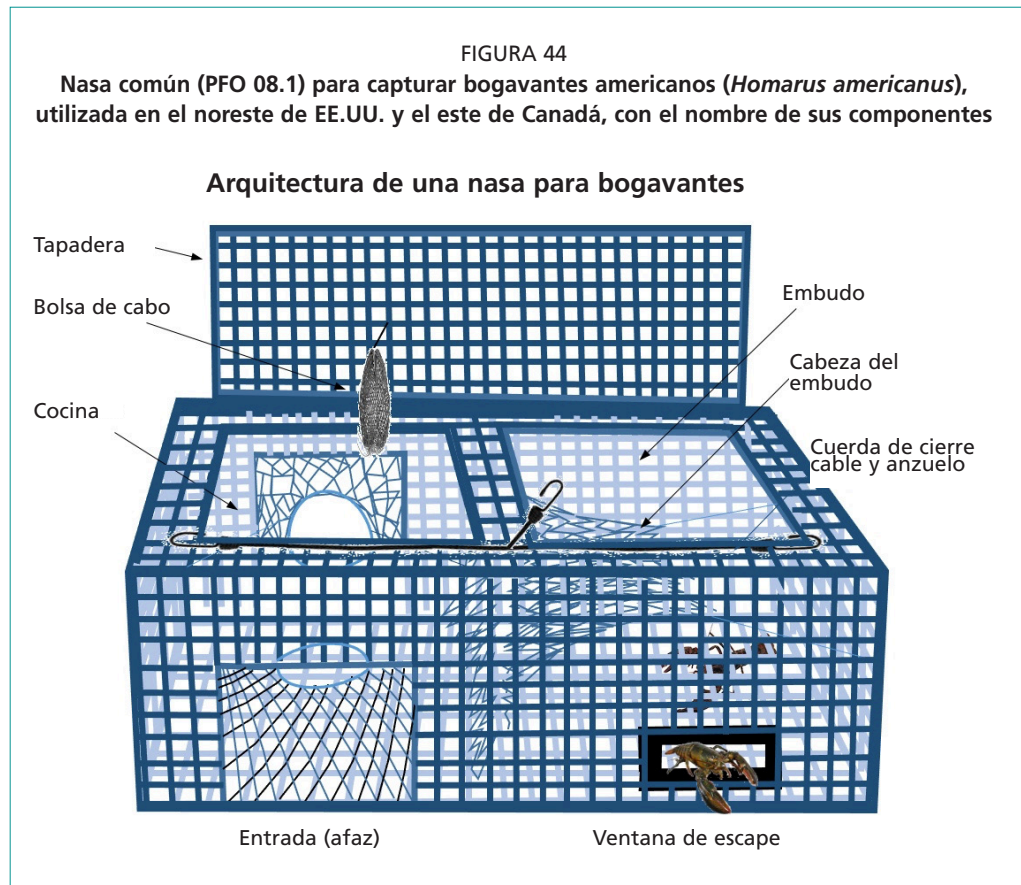 FIGURA 44
Nasa común (PFO 08.1) para capturar bogavantes americanos (Homarus americanus),
utilizada en el noreste de EE.UU. y el este de Canadá, con el nombre de sus componentes
Arquitectura de una nasa para bogavantes
Tapadera
Bolsa de cabo
Cocina
Embudo
Cabeza del
embudo
Cuerda de cierre
cable y anzuelo
Entrada (afaz)
Ventana de escape